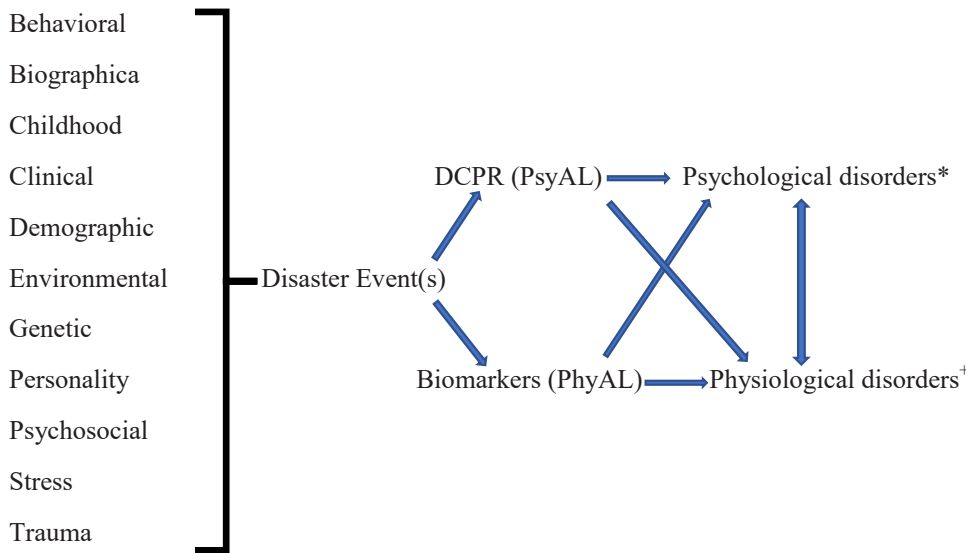 Behavioral
Biographica
Childhood
Clinical
DCPR (PsyAL)
Psychological disorders*
Demographic
Environmental
Disaster Event(s)
Genetic
Personality
Biomarkers (PhyAL)
Physiological disorders+
Psychosocial
Stress
Trauma